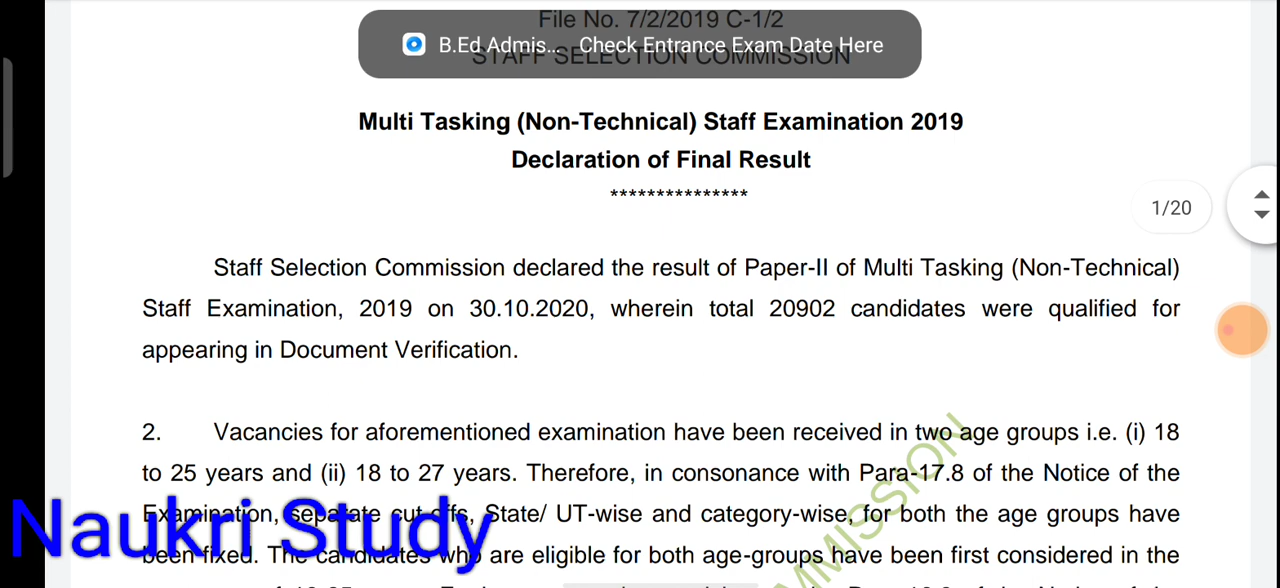 File No. 7/2/2019 C-1/2
B.Ed Admis... Check Entrance Exam Date Here
STAFF SELECTION COMMISSION
Multi Tasking (Non-Technical) Staff Examination 2019
Declaration of Final Result
***************
1/20
Staff Selection Commission declared the result of Paper-II of Multi Tasking (Non-Technical)
Staff Examination, 2019 on 30.10.2020, wherein total 20902 candidates were qualified for
appearing in Document Verification.
2. Vacancies for aforementioned examination have been received in two age groups i.e. (i) 18
to 25 years and (ii) 18 to 27 years. Therefore, in consonance with Para-17.8 of the Notice of the
Examination, separate cut-offs, State/ UT-wise and category-wise, for both the age groups have
been fixed. The candidates who are eligible for both age-groups have been first considered in the
Naukri Study